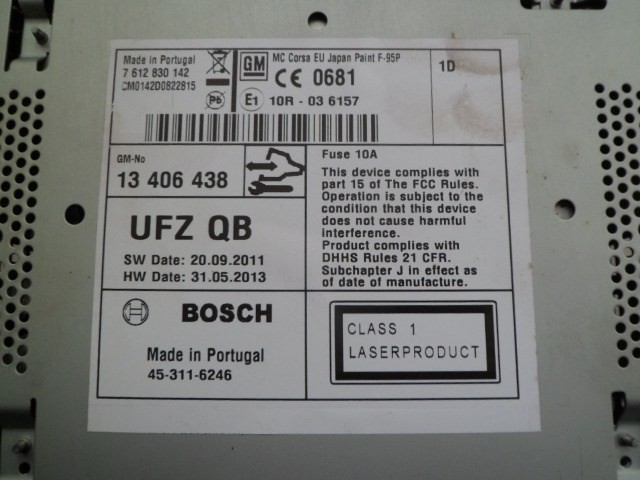 Made in Portugal
7 612 830 142
CM0142D0822815
Pb
GM
MC Corsa EU Japan Paint F-95P
CE 0681
E1 10R - 03 6157
1D
GM-No
13 406 438
UFZ QB
SW Date: 20.09.2011
HW Date: 31.05.2013
Fuse 10A
This device complies with
part 15 of The FCC Rules.
Operation is subject to the
condition that this device
does not cause harmful
interference.
Product complies with
DHHS Rules 21 CFR.
Subchapter J in effect as
of date of manufacture.
BOSCH
Made in Portugal
45-311-6246
CLASS 1
LASERPRODUCT